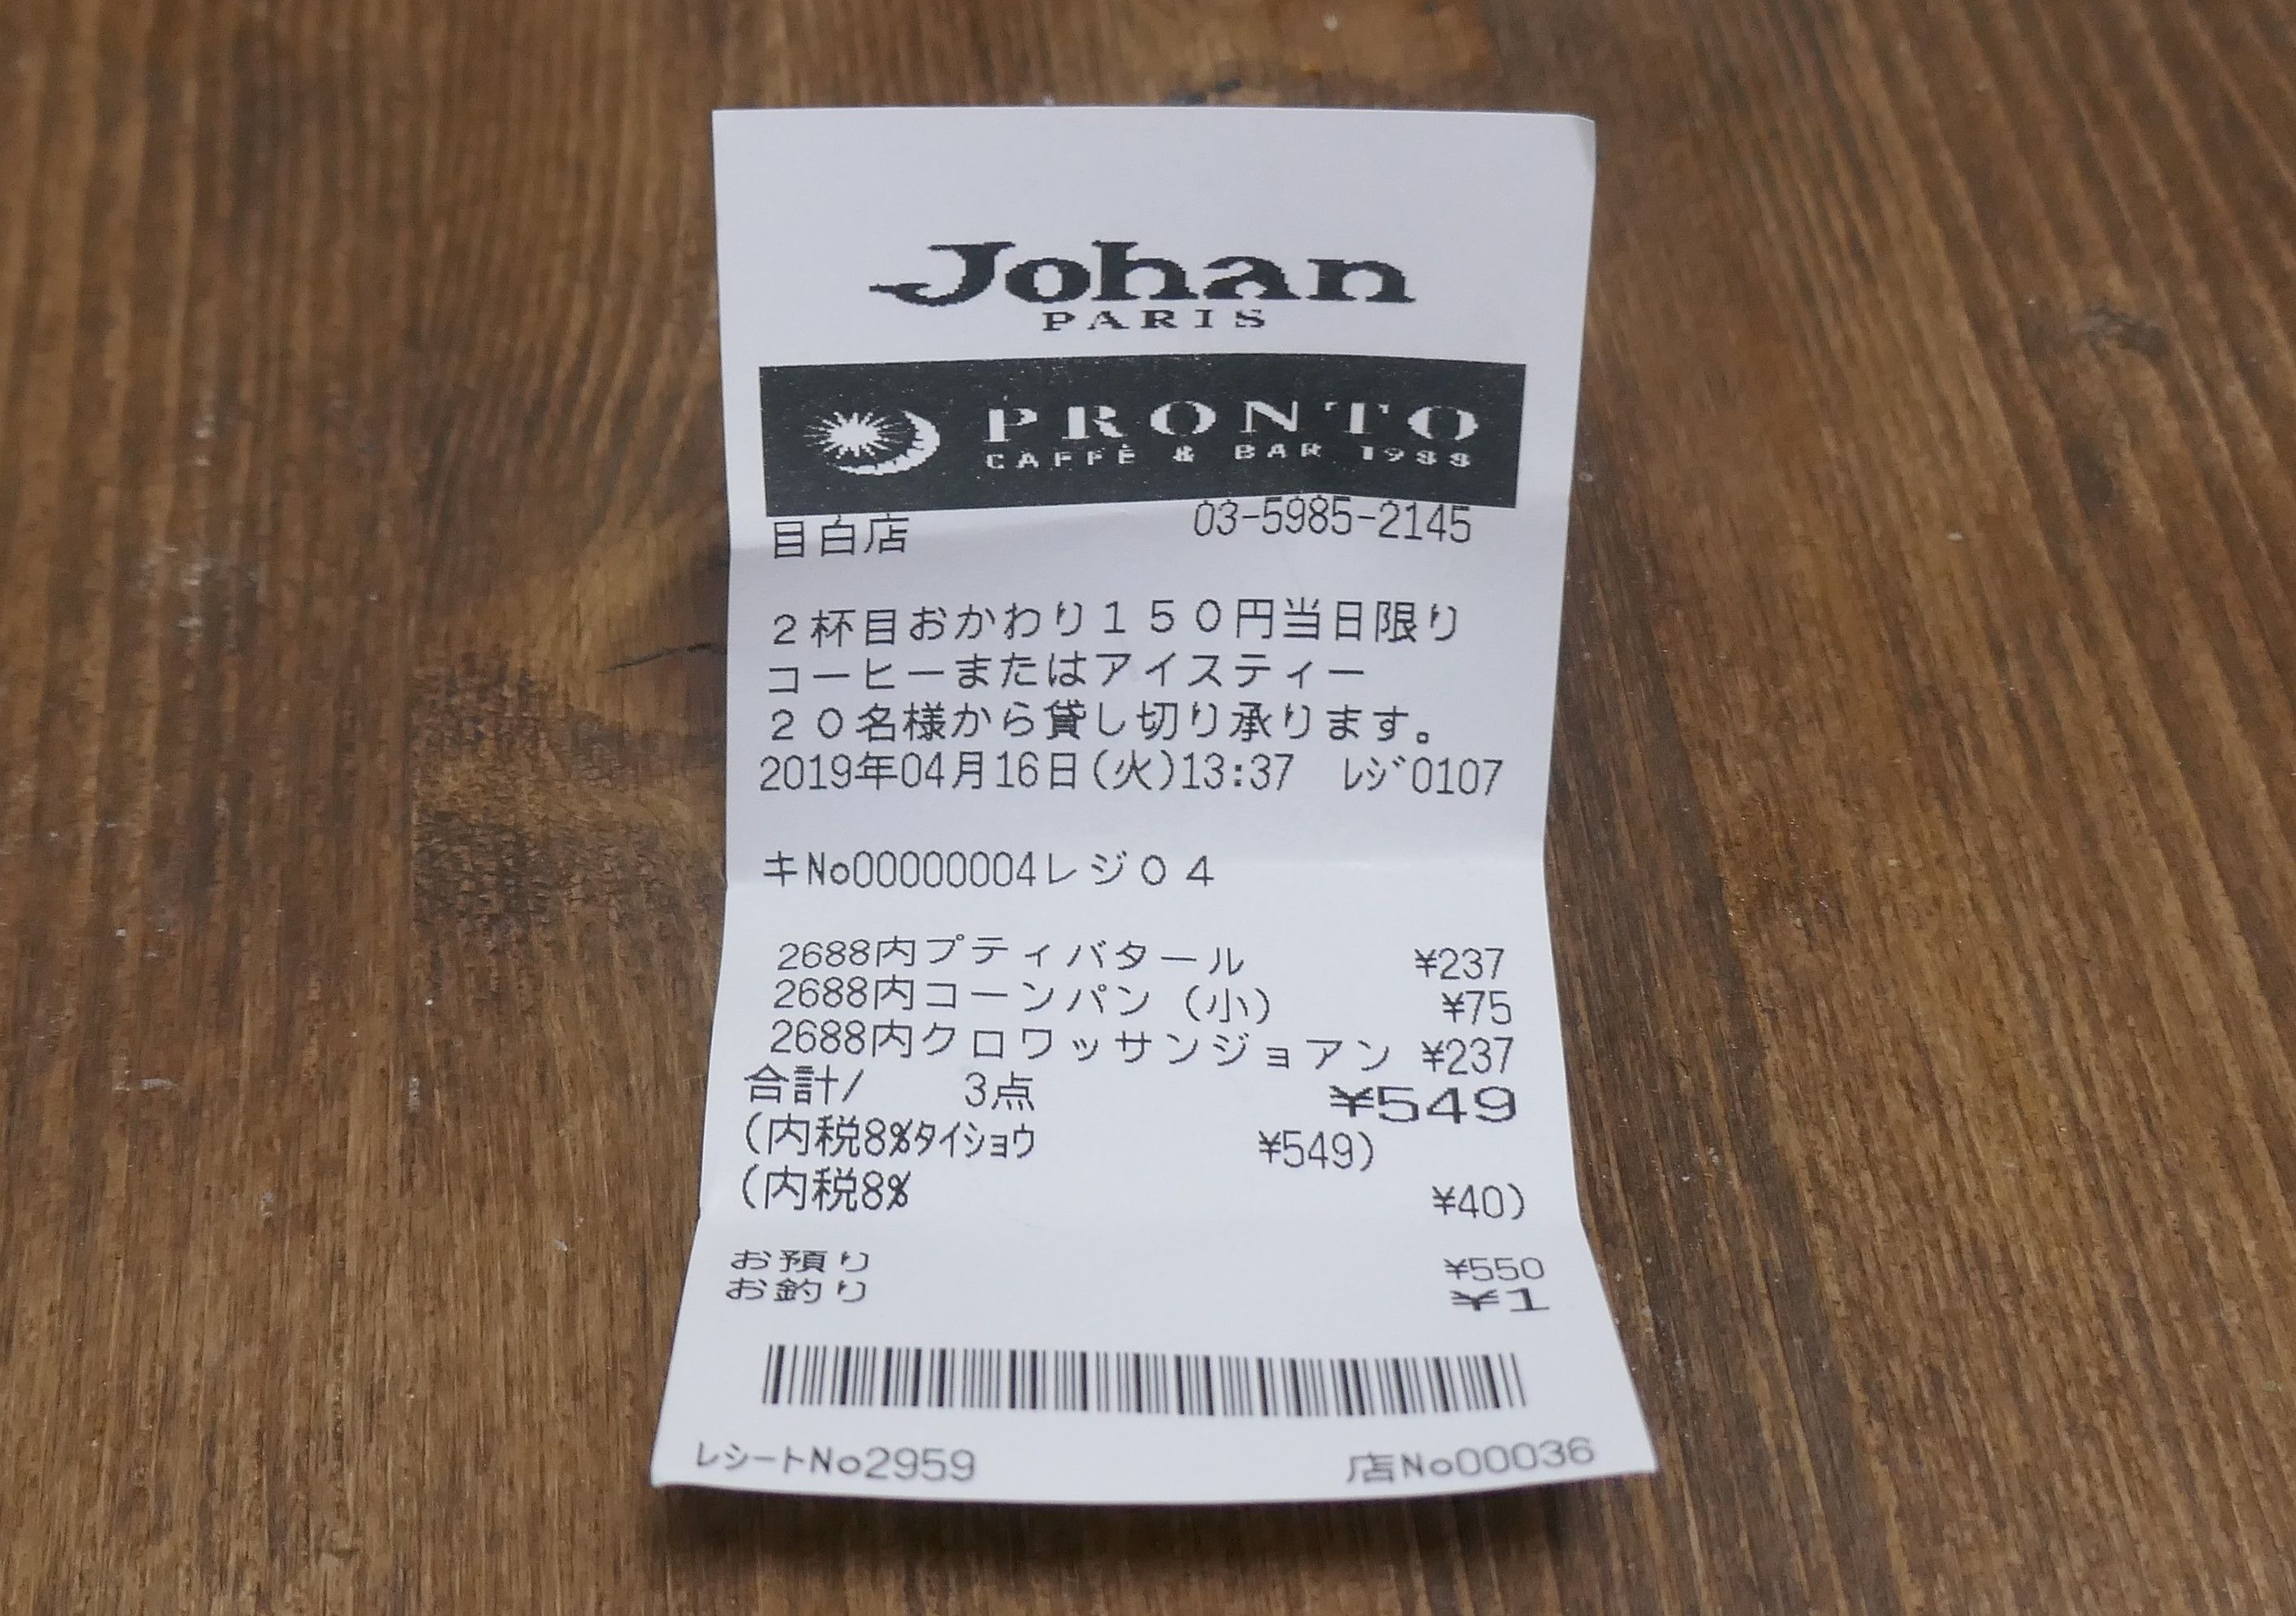 Johan
PARIS
PRONTO
CAFFÈ & BAR 1988
目白店 03-5985-2145
2杯目おかわり150円当日限り
コーヒーまたはアイスティー
20名様から貸し切り承ります。
2019年04月16日(火)13:37 ﾚｼﾞ0107
キNo00000004レジ04
2688内プティバタール ¥237
2688内コーンパン(小) ¥75
2688内クロワッサンジョアン ¥237
合計/ 3点 ¥549
(内税8%ﾀｲｼｮｳ ¥549)
(内税8% ¥40)
お預り ¥550
お釣り ¥1
レシートNo2959 店No00036